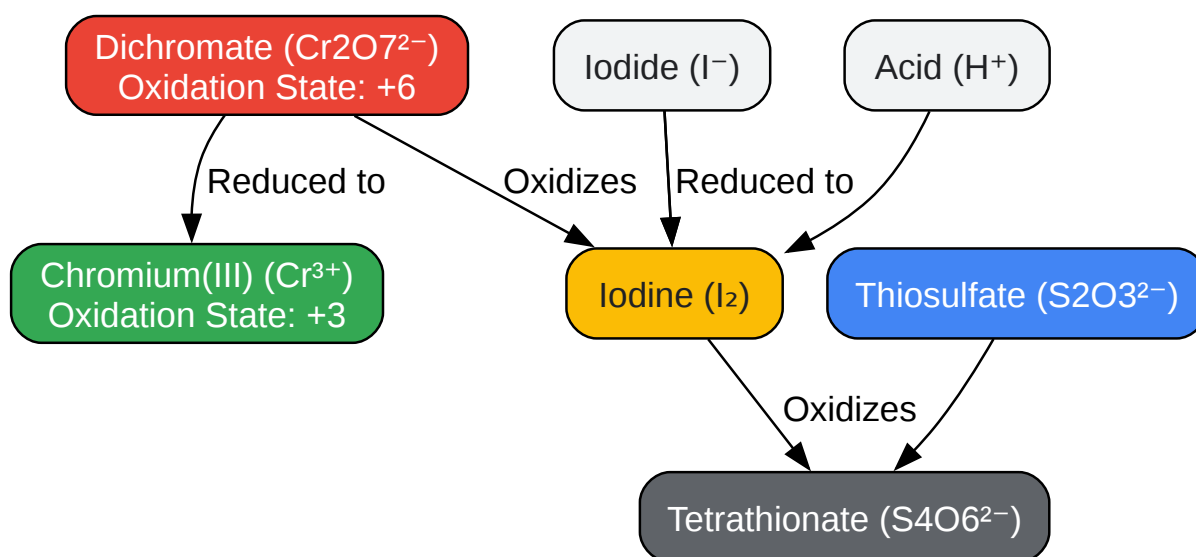 Dichromate (Cr2O7²⁻)
Oxidation State: +6
Iodide (I⁻)
Acid (H⁺)
Reduced to
Oxidizes
Reduced to
Chromium(III) (Cr³⁺)
Oxidation State: +3
Iodine (I₂)
Thiosulfate (S2O3²⁻)
Oxidizes
Tetrathionate (S4O6²⁻)